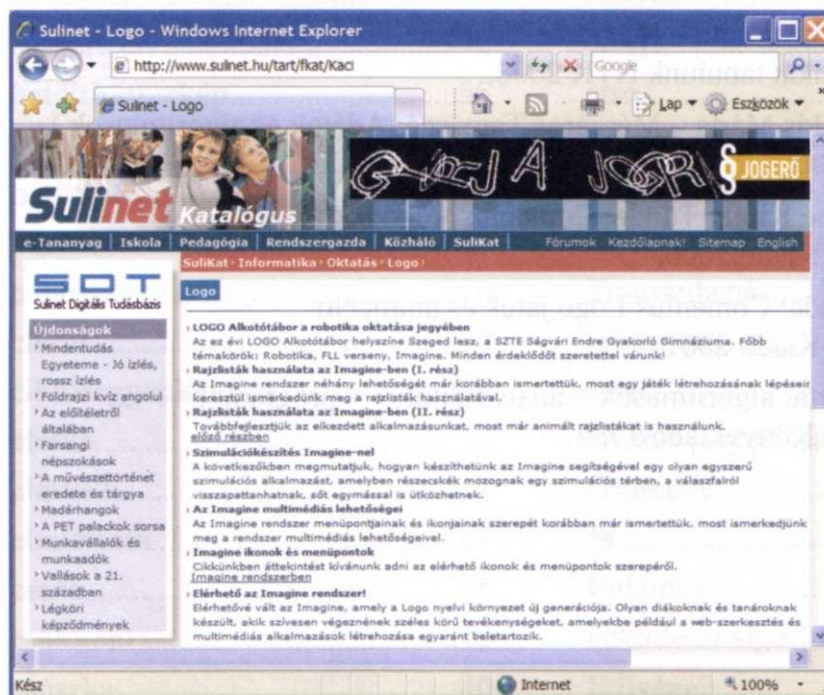 Sulinet - Logo - Windows Internet Explorer
http://www.sulinet.hu/tart/fkat/Kaci
Google
Sulinet - Logo
Lap
Eszközök
Sulinet Katalógus
JOGERŐ
e-Tananyag | Iskola | Pedagógia | Rendszergazda | Közháló | SuliKat | Fórumok Kezdőlapnak! Sitemap English
SuliKat Informatika Oktatás Logo
SDT
Sulinet Digitális Tudásbázis
Újdonságok
Mindentudás
Egyeteme - Jó ízlés,
rossz ízlés
Földrajzi kvíz angolul
Az előítéletről
általában
Farsangi
népszokások
A művészettörténet
eredete és tárgya
Madárhangok
A PET palackok sorsa
Munkavállalók és
munkaadók
Vallások a 21.
században
Légköri
képződmények
Logo
LOGO Alkotótábor a robotika oktatása jegyében
Az ez évi LOGO Alkotótábor helyszíne Szeged lesz, a SZTE Ságvári Endre Gyakorló Gimnáziuma. Főbb
témakörök: Robotika, FLL verseny, Imagine. Minden érdeklődőt szeretettel várunk!
Rajzlisták használata az Imagine-ben (I. rész)
Az Imagine rendszer néhány lehetőségét már korábban ismertettük, most egy játék létrehozásának lépésein
keresztül ismerkedünk meg a rajzlisták használatával.
Rajzlisták használata az Imagine-ben (II. rész)
Továbbfejlesztjük az elkezdett alkalmazásunkat, most már animált rajzlistákat is használunk.
előző részben
Szimulációkészítés Imagine-nel
A következőkben megmutatjuk, hogyan készíthetünk az Imagine segítségével egy olyan egyszerű
szimulációs alkalmazást, amelyben részecskék mozognak egy szimulációs térben, a válaszfalról
visszapattanhatnak, sőt egymással is ütközhetnek.
Az Imagine multimédiás lehetőségei
Az Imagine rendszer menüpontjainak és ikonjainak szerepét korábban már ismertettük, most ismerkedjünk
meg a rendszer multimédiás lehetőségeivel.
Imagine ikonok és menüpontok
Cikkünkben áttekintést kívánunk adni az elérhető ikonok és menüpontok szerepéről.
Imagine rendszerben
Elérhető az Imagine rendszer!
Elérhetővé vált az Imagine, amely a Logo nyelvi környezet új generációja. Olyan diákoknak és tanároknak
készült, akik szívesen végeznének széles körű tevékenységeket, amelyekbe például a web-szerkesztés és
multimédiás alkalmazások létrehozása egyaránt beletartozik.
Kész
Internet
100%